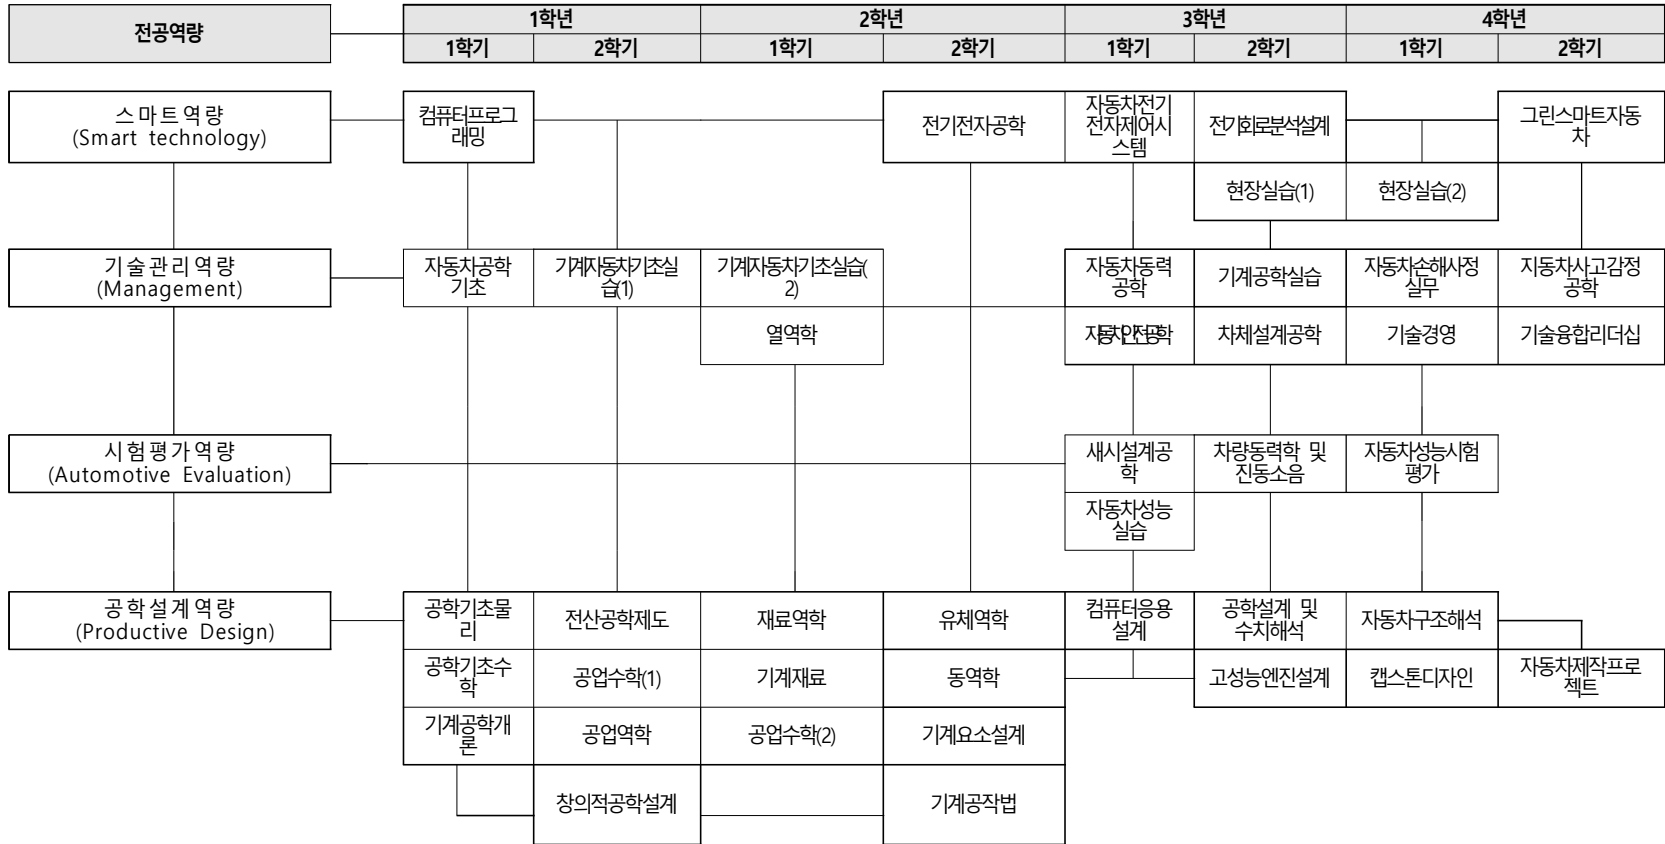 전공역량
1학년
2학년
3학년
4학년
1학기
2학기
1학기
2학기
1학기
2학기
1학기
2학기
스마트역량
(Smart technology)
컴퓨터프로그
래밍
전기전자공학
자동차전기
전자제어시
스템
전기회로분석설계
그린스마트자동
차
현장실습(1)
현장실습(2)
기술관리역량
(Management)
자동차공학
기초
기계자동차기초실
습(1)
기계자동차기초실습(
2)
자동차동력
공학
기계공학실습
자동차손해사정
실무
지동차사고감정
공학
열역학
자동차안전공학
차체설계공학
기술경영
기술융합리더십
시험평가역량
(Automotive Evaluation)
새시설계공
학
차량동력학 및
진동소음
자동차성능시험
평가
자동차성능
실습
공학설계역량
(Productive Design)
공학기초물
리
전산공학제도
재료역학
유체역학
컴퓨터응용
설계
공학설계 및
수치해석
자동차구조해석
공학기초수
학
공업수학(1)
기계재료
동역학
고성능엔진설계
캡스톤디자인
자동차제작프로
젝트
기계공학개
론
공업역학
공업수학(2)
기계요소설계
창의적공학설계
기계공작법